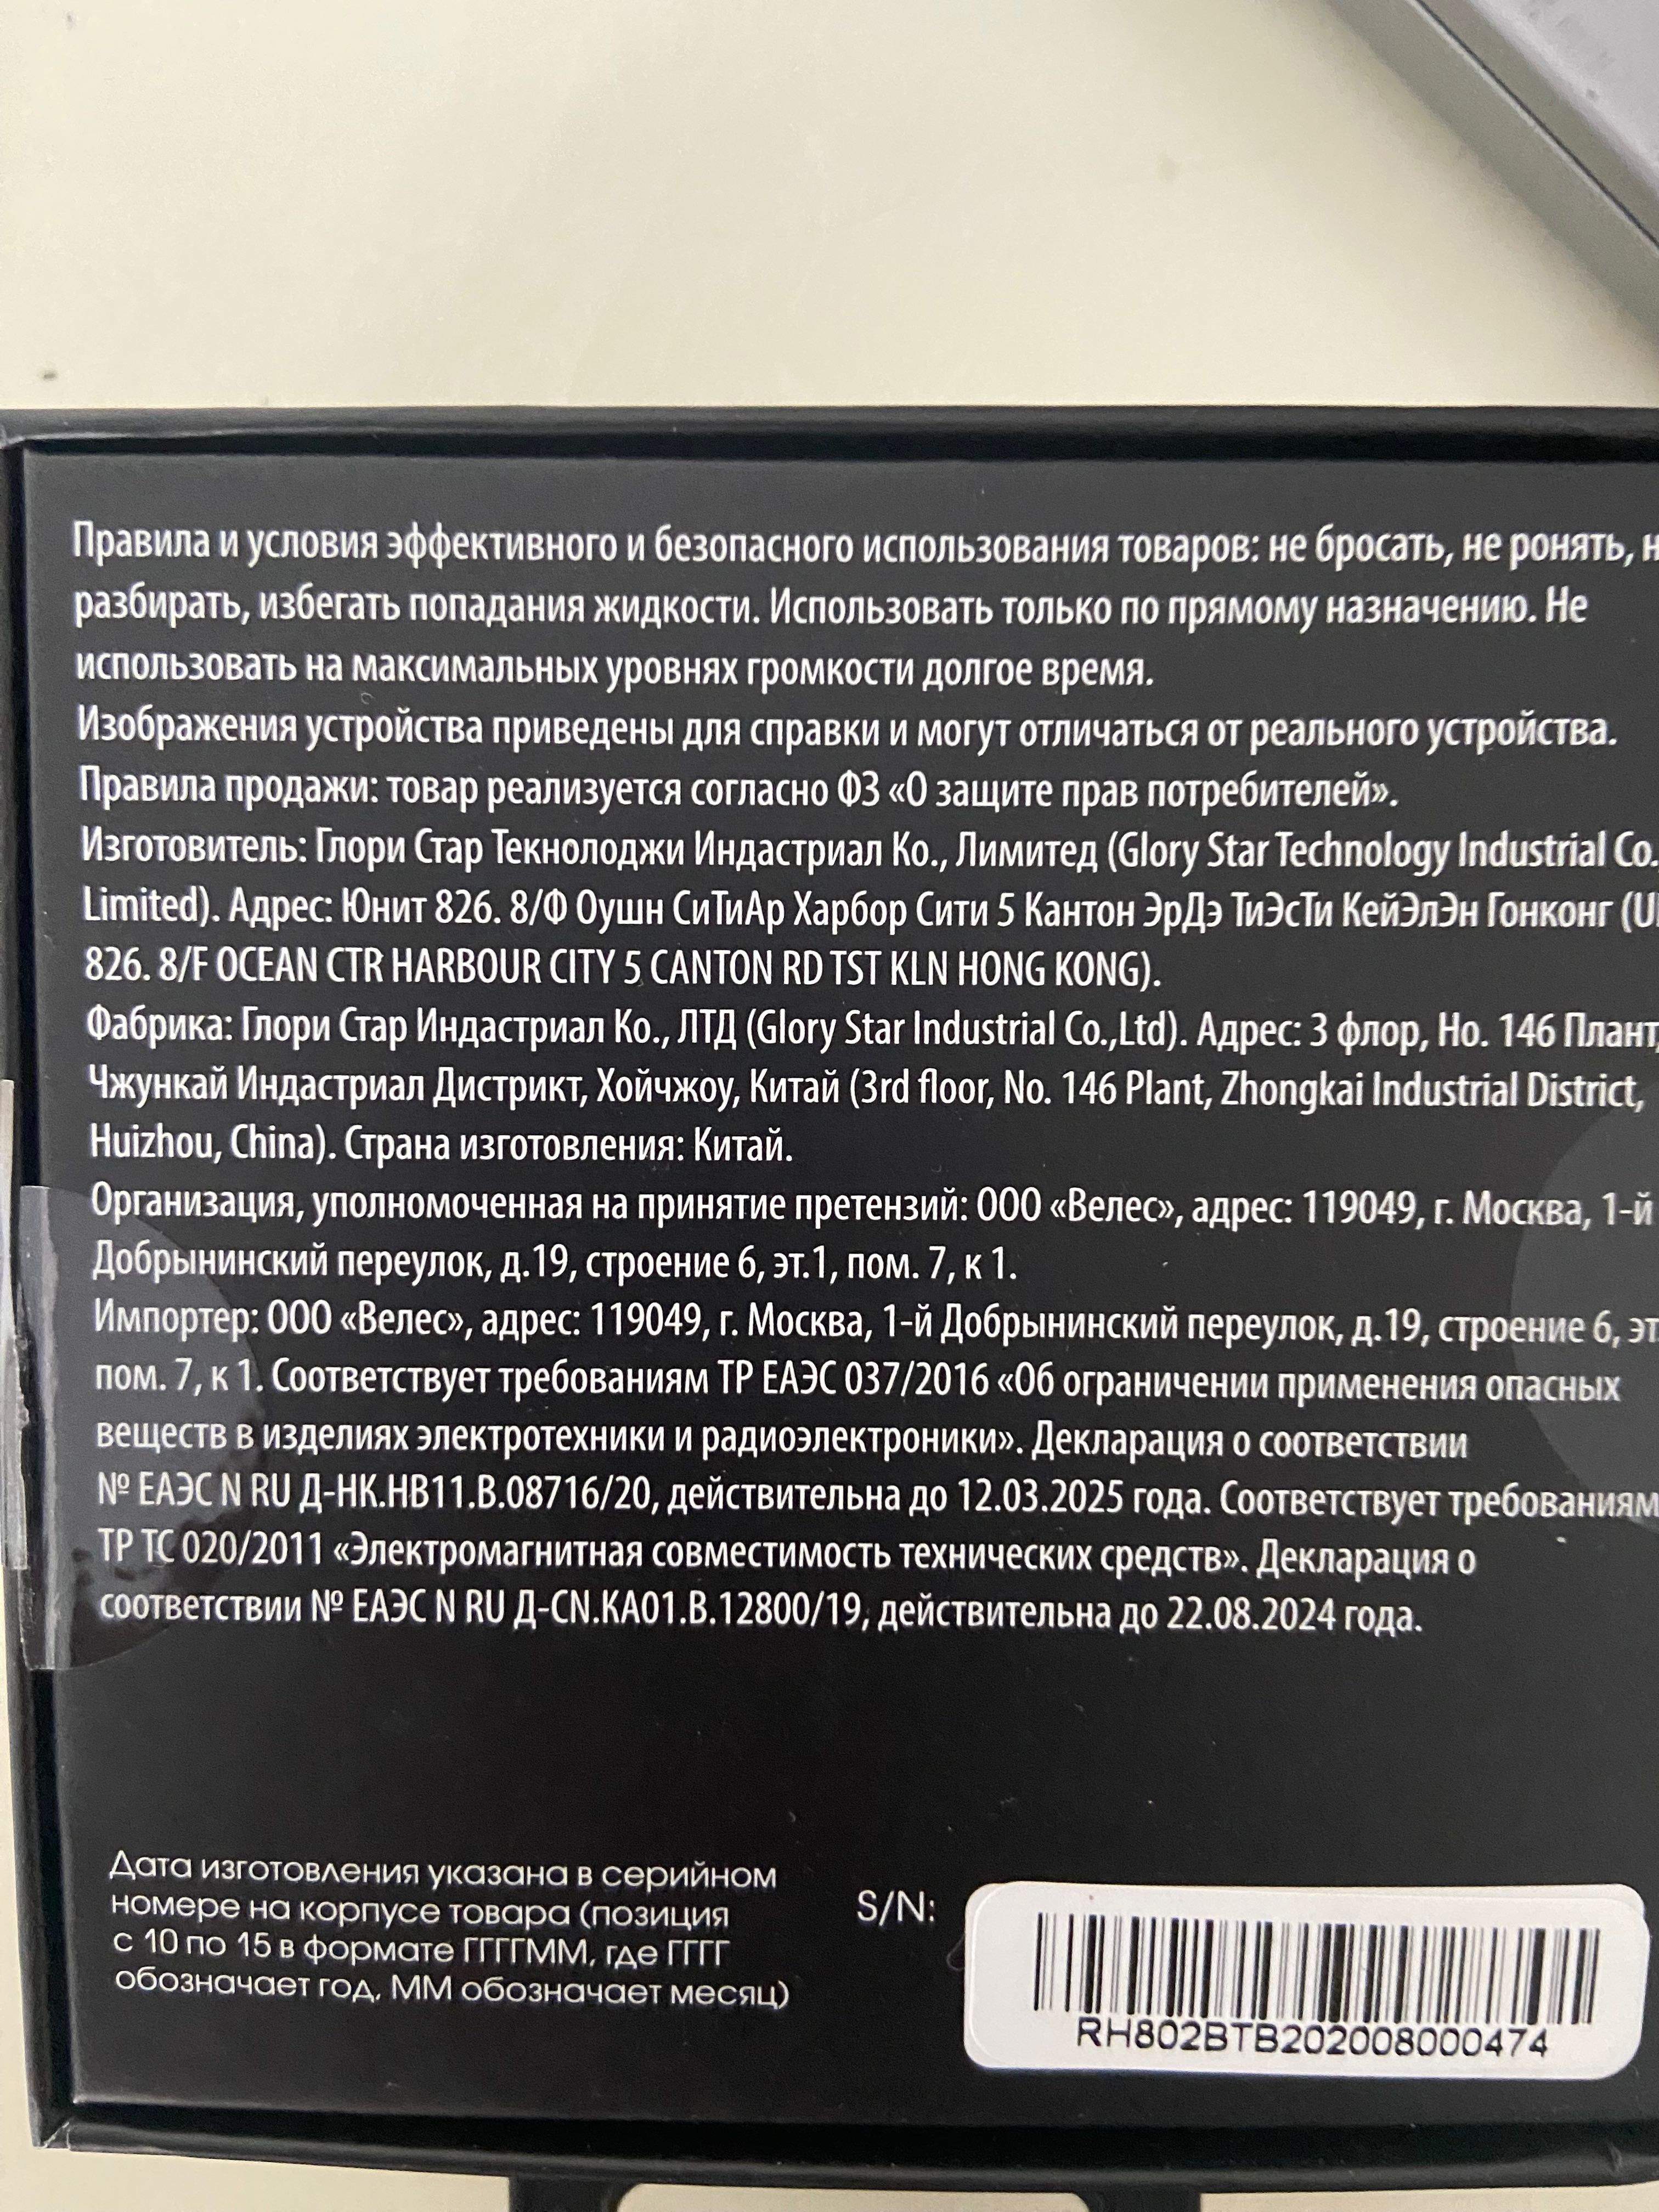 Правила и условия эффективного и безопасного использования товаров: не бросать, не ронять,
разбирать, избегать попадания жидкости. Использовать только по прямому назначению. Не
использовать на максимальных уровнях громкости долгое время.
Изображения устройства приведены для справки и могут отличаться от реального устройства.
Правила продажи: товар реализуется согласно ФЗ «О защите прав потребителей».
Изготовитель: Глори Стар Текнолоджи Индастриал Ко., Лимитед (Glory Star Technology Industrial Co.
Limited). Адрес: Юнит 826. 8/Ф Оушн СиТиАр Харбор Сити 5 Кантон ЭрДэ ТиЭсТи КейЭлЭн Гонконг
826. 8/F OCEAN CTR HARBOUR CITY 5 CANTON RD TST KLN HONG KONG).
Фабрика: Глори Стар Индастриал Ко., ЛТД (Glory Star Industrial Co.,Ltd). Адрес: 3 флор, Но. 146 Плант,
Чжункай Индастриал Дистрикт, Хойчжоу, Китай (3rd floor, No. 146 Plant, Zhongkai Industrial District,
Huizhou, China). Страна изготовления: Китай.
Организация, уполномоченная на принятие претензий: ООО «Велес», адрес: 119049, г. Москва, 1-й
Добрынинский переулок, д.19, строение 6, эт.1, пом. 7, к 1.
Импортер: ООО «Велес», адрес: 119049, г. Москва, 1-й Добрынинский переулок, д.19, строение 6, эт
пом. 7, к 1. Соответствует требованиям ТР ЕАЭС 037/2016 «Об ограничении применения опасных
веществ в изделиях электротехники и радиоэлектроники». Декларация о соответствии
№ ЕАЭС N RU Д-HK.HB11.B.08716/20, действительна до 12.03.2025 года. Соответствует требованиям
ТР ТС 020/2011 «Электромагнитная совместимость технических средств». Декларация о
соответствии № ЕАЭС N RU Д-CN.KA01.B.12800/19, действительна до 22.08.2024 года.
Дата изготовления указана в серийном
номере на корпусе товара (позиция
с 10 по 15 в формате ГГГГММ, где ГГГГ
обозначает год, ММ обозначает месяц)
S/N:
RH802BTB202008000474